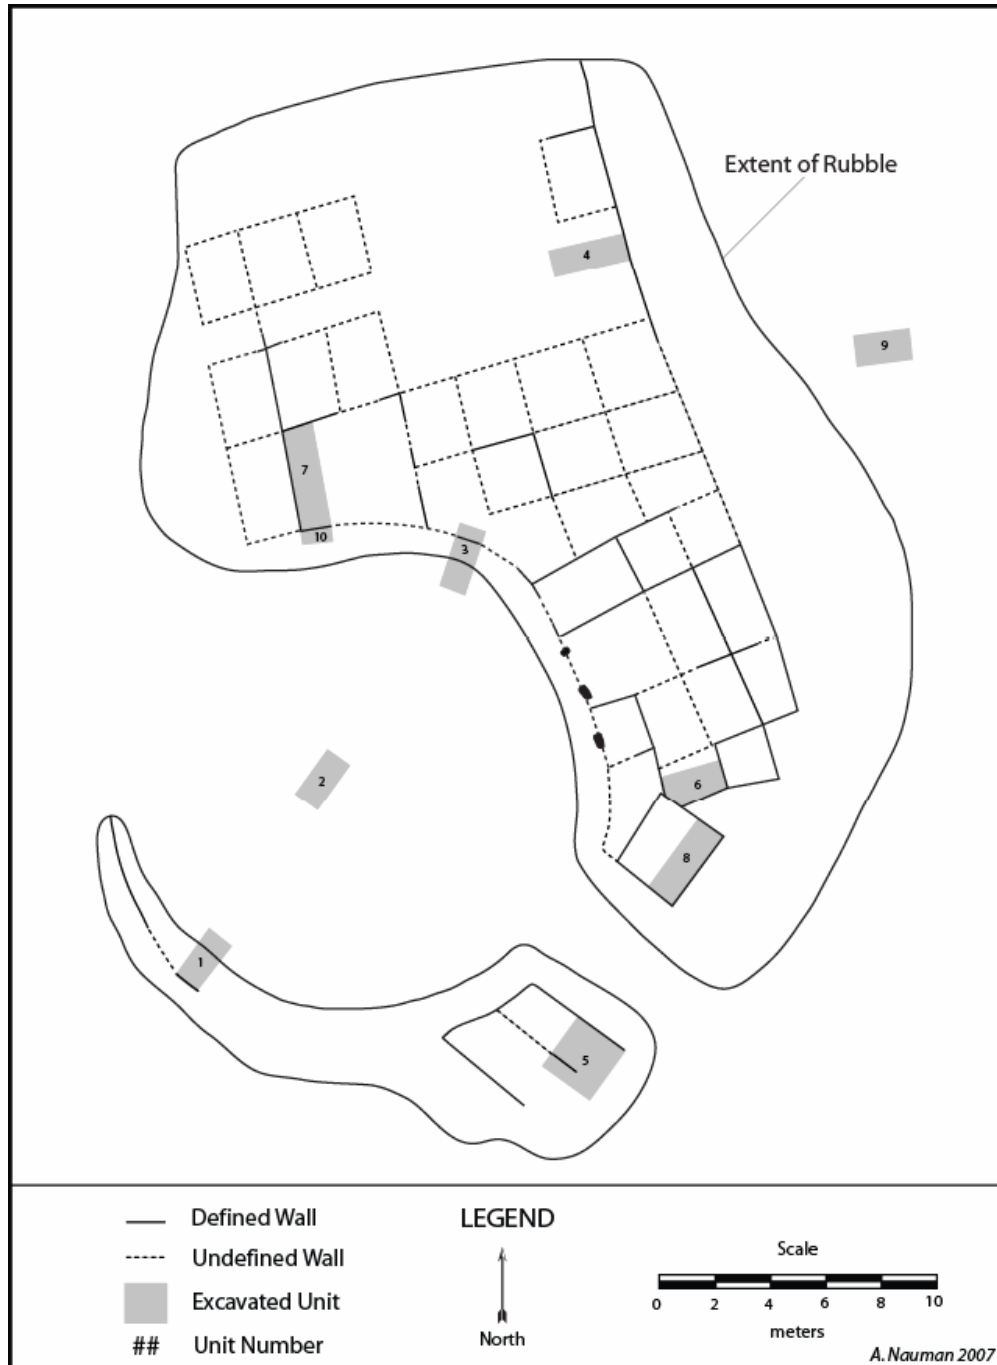 Extent of Rubble
4
9
7
10
3
2
6
8
1
5
LEGEND
Defined Wall
Undefined Wall
Excavated Unit
## Unit Number
North
Scale
0 2 4 6 8 10
meters
A. Nauman 2007